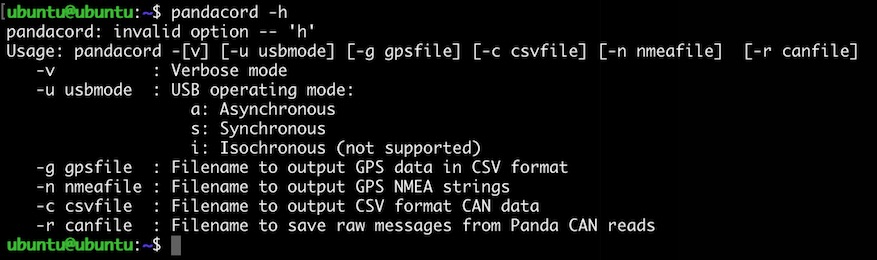 [ubuntu@ubuntu:~$ pandacord -h
pandacord: invalid option -- 'h'
Usage: pandacord -[v] [-u usbmode] [-g gpsfile] [-c csvfile] [-n nmeafile]  [-r canfile]
   -v          : Verbose mode
   -u usbmode  : USB operating mode:
                   a: Asynchronous
                   s: Synchronous
                   i: Isochronous (not supported)
   -g gpsfile  : Filename to output GPS data in CSV format
   -n nmeafile : Filename to output GPS NMEA strings
   -c csvfile  : Filename to output CSV format CAN data
   -r canfile  : Filename to save raw messages from Panda CAN reads
ubuntu@ubuntu:~$